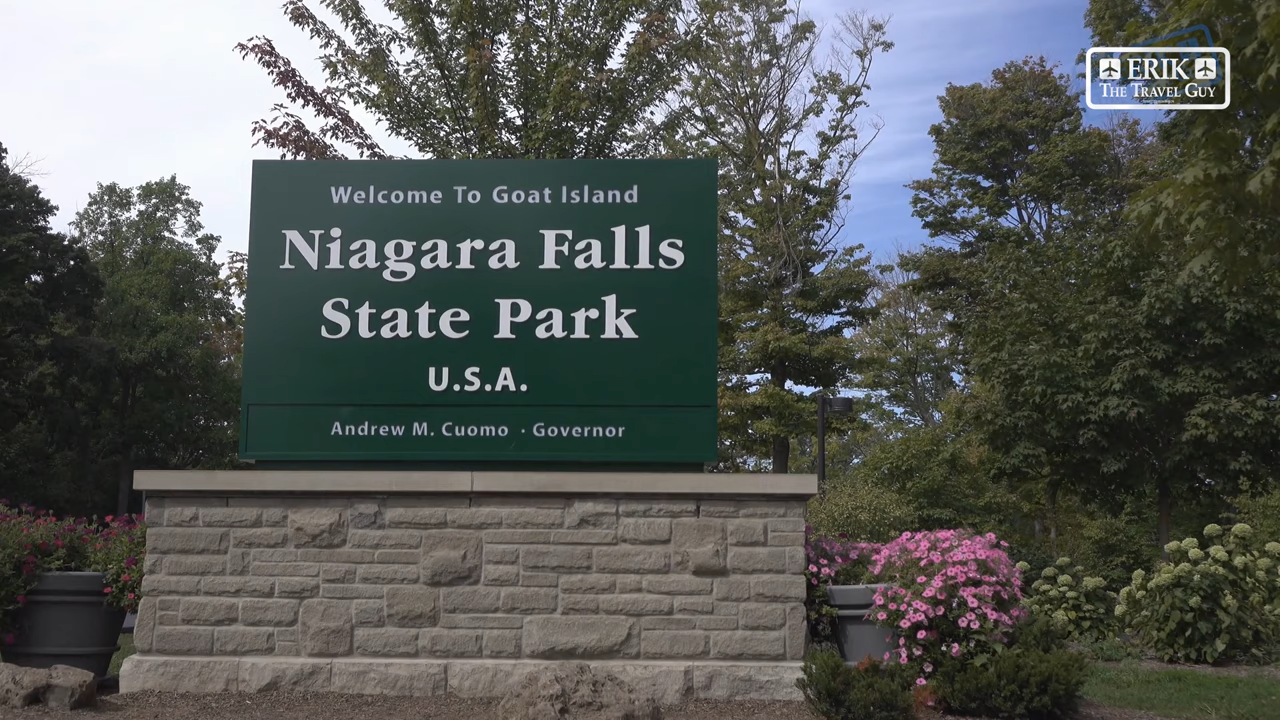 ERIK
THE TRAVEL GUY
Welcome To Goat Island
Niagara Falls
State Park
U.S.A.
Andrew M. Cuomo · Governor